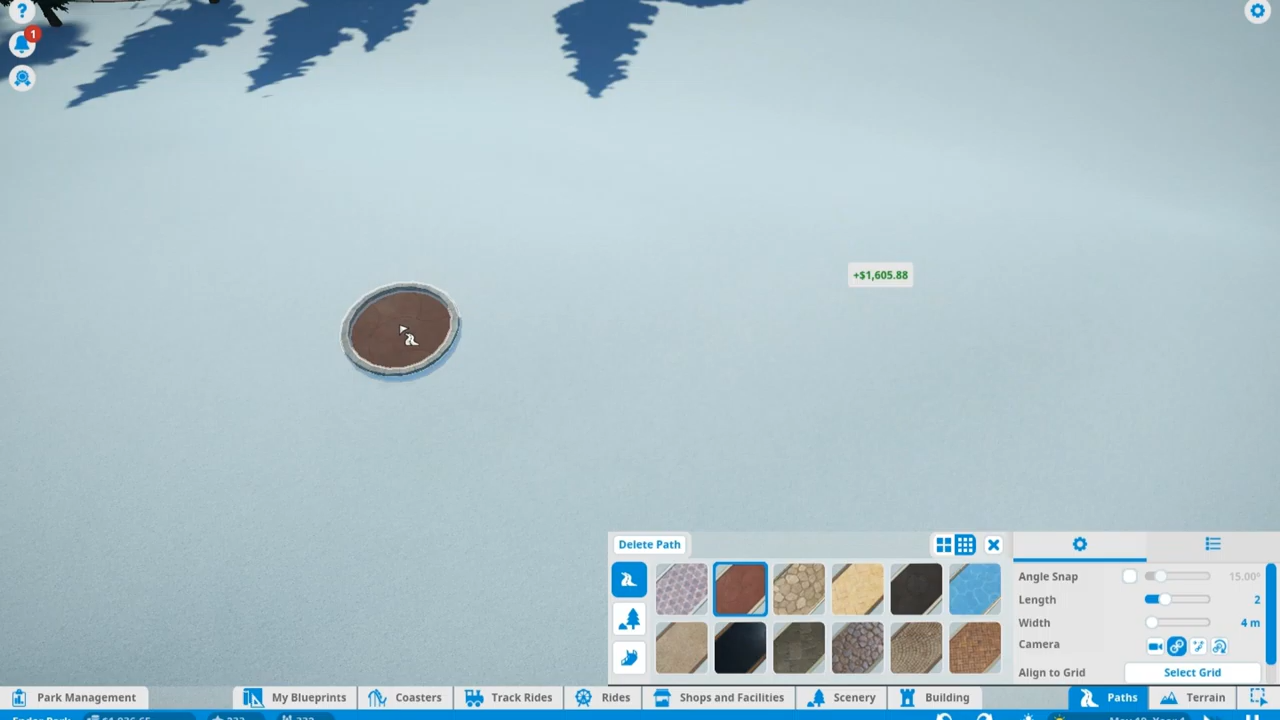 ?
1
+$1,605.88
Delete Path
Angle Snap 15.00°
Length 2
Width 4 m
Camera
Align to Grid Select Grid
Park Management My Blueprints Coasters Track Rides Rides Shops and Facilities Scenery Building Paths Terrain